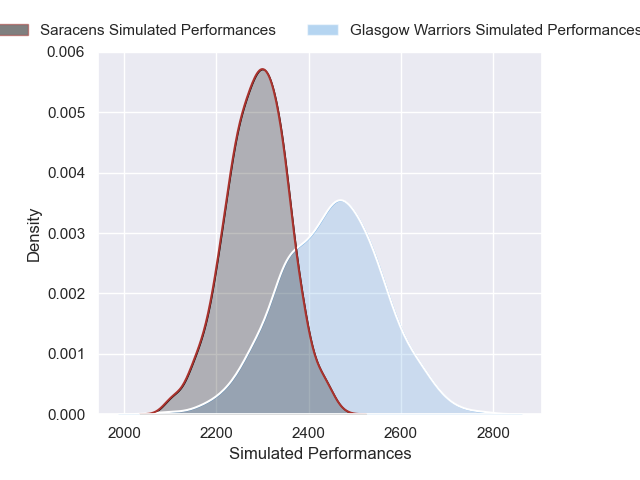 Saracens Simulated Performances
Glasgow Warriors Simulated Performances
0.006
0.005
0.004
0.003
0.002
0.001
0.000
Density
2000 2200 2400 2600 2800
Simulated Performances